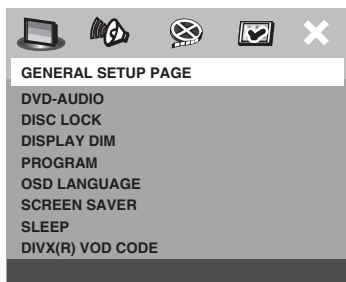 GENERAL SETUP PAGE
DVD-AUDIO
DISC LOCK
DISPLAY DIM
PROGRAM
OSD LANGUAGE
SCREEN SAVER
SLEEP
DIVX(R) VOD CODE